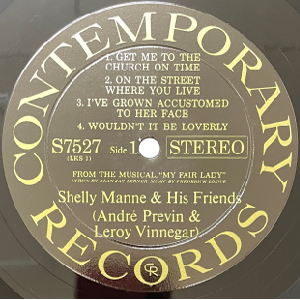 CONTEMPORARY
1. GET ME TO THE
CHURCH ON TIME
2. ON THE STREET
WHERE YOU LIVE
3. I'VE GROWN ACCUSTOMED
TO HER FACE
4. WOULDN'T IT BE LOVERLY
S7527
(LKS 1)
Side 1
STEREO
FROM THE MUSICAL "MY FAIR LADY"
Shelly Manne & His Friends
(André Previn &
Leroy Vinnegar)
CR
RECORDS